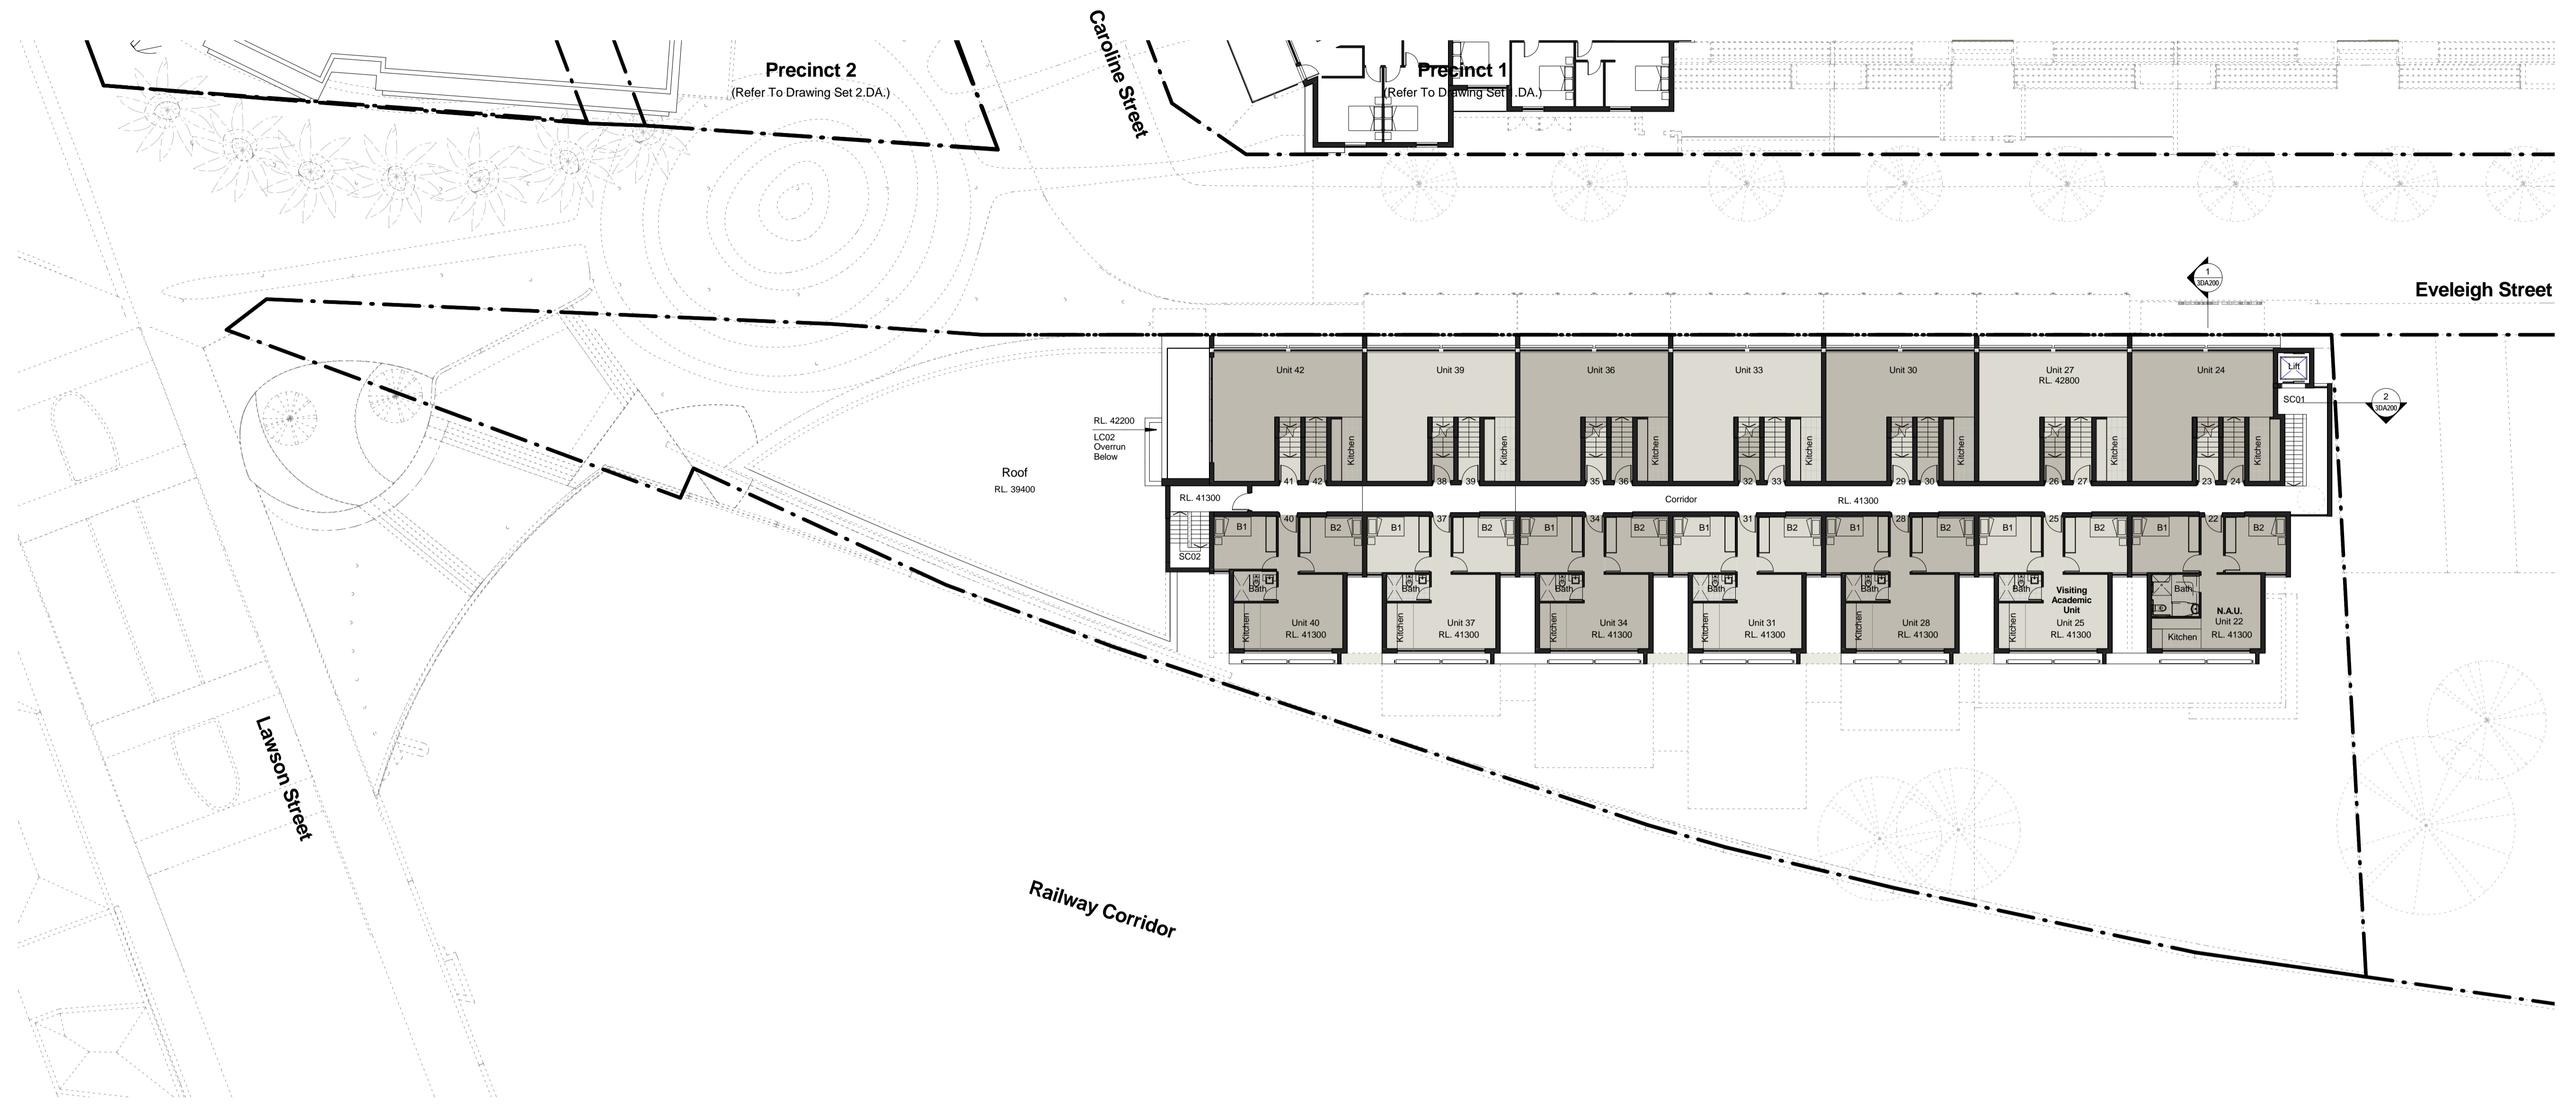 Precinct 2
(Refer To Drawing Set 2.DA.)
Caroline Street
Precinct 1
(Refer To Drawing Set 1.DA.)
1
3DA200
Eveleigh Street
Unit 42
Unit 39
Unit 36
Unit 33
Unit 30
Unit 27
RL. 42800
Unit 24
Lift
SC01
2
3DA200
RL. 42200
LC02
Overrun
Below
Kitchen
Kitchen
Kitchen
Kitchen
Kitchen
Kitchen
Kitchen
Roof
RL. 39400
41
42
38
39
35
36
32
33
29
30
26
27
23
24
RL. 41300
Corridor
RL. 41300
40
37
34
31
28
25
22
B1
B2
B1
B2
B1
B2
B1
B2
B1
B2
B1
B2
B1
B2
SC02
Bath
Bath
Bath
Bath
Bath
Bath
Bath
Visiting
Academic
Unit
N.A.U.
Kitchen
Unit 40
RL. 41300
Kitchen
Unit 37
RL. 41300
Kitchen
Unit 34
RL. 41300
Kitchen
Unit 31
RL. 41300
Kitchen
Unit 28
RL. 41300
Kitchen
Unit 25
RL. 41300
Kitchen
Unit 22
RL. 41300
Lawson Street
Railway Corridor